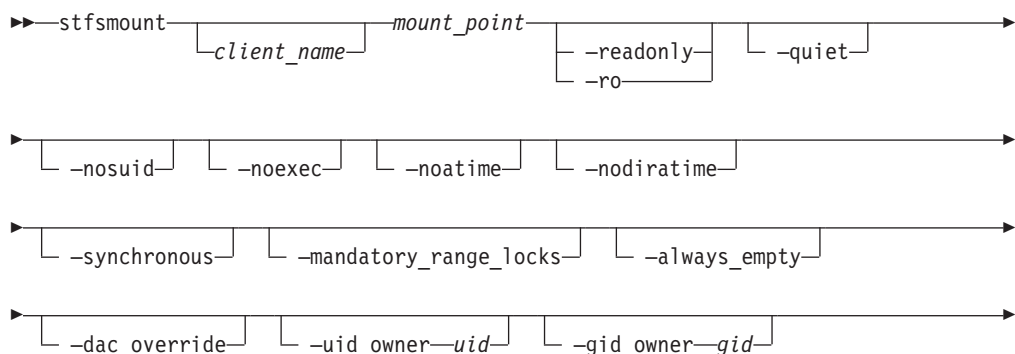 stfsmount client_name mount_point –readonly –quiet
–ro
–nosuid –noexec –noatime –nodiratime
–synchronous –mandatory_range_locks –always_empty
–dac_override –uid_owner uid –gid_owner gid